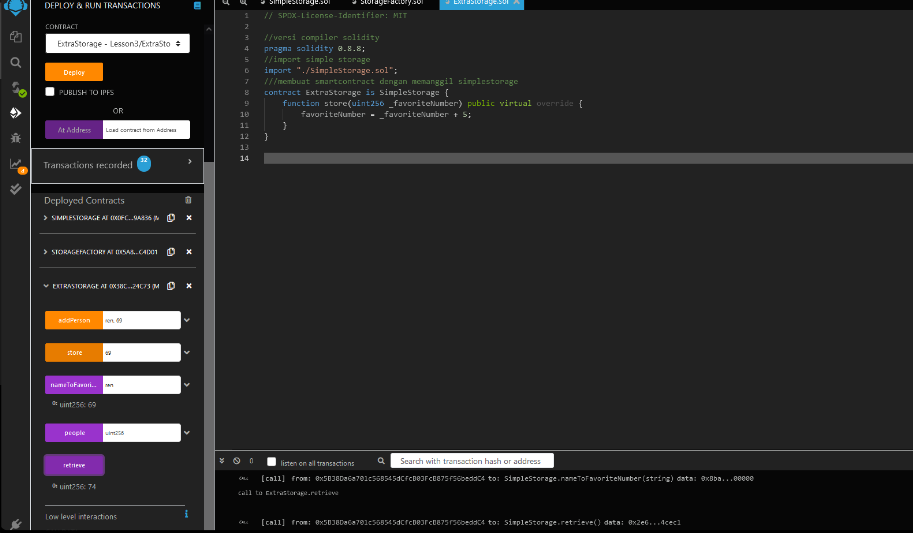 DEPLOY & RUN TRANSACTIONS
CONTRACT
ExtraStorage - Lesson3/ExtraSto
Deploy
PUBLISH TO IPFS
OR
At Address
Load contract from Address
Transactions recorded 32
Deployed Contracts
SIMPLESTORAGE AT 0X0FC...9A836 (M
STORAGEFACTORY AT 0X5A8...C4D01
EXTRASTORAGE AT 0X38C...24C73 (M
addPerson ren, 69
store 69
nameToFavori... ren
0: uint256: 69
people uint256
retrieve
0: uint256: 74
Low level interactions
i
SimpleStorage.sol
StorageFactory.sol
ExtraStorage.sol
1 // SPDX-License-Identifier: MIT
2
3 //versi compiler solidity
4 pragma solidity 0.8.8;
5 //import simple storage
6 import "./SimpleStorage.sol";
7 ///membuat smartcontract dengan memanggil simplestorage
8 contract ExtraStorage is SimpleStorage {
9 function store(uint256 _favoriteNumber) public virtual override {
10 favoriteNumber = _favoriteNumber + 5;
11 }
12 }
13
14
0
listen on all transactions
Search with transaction hash or address
[call] from: 0x5B38Da6a701c568545dCfcB03FcB875f56beddC4 to: SimpleStorage.nameToFavoriteNumber(string) data: 0x8ba...00000
call to ExtraStorage.retrieve
[call] from: 0x5B38Da6a701c568545dCfcB03FcB875f56beddC4 to: SimpleStorage.retrieve() data: 0x2e6...4cec1